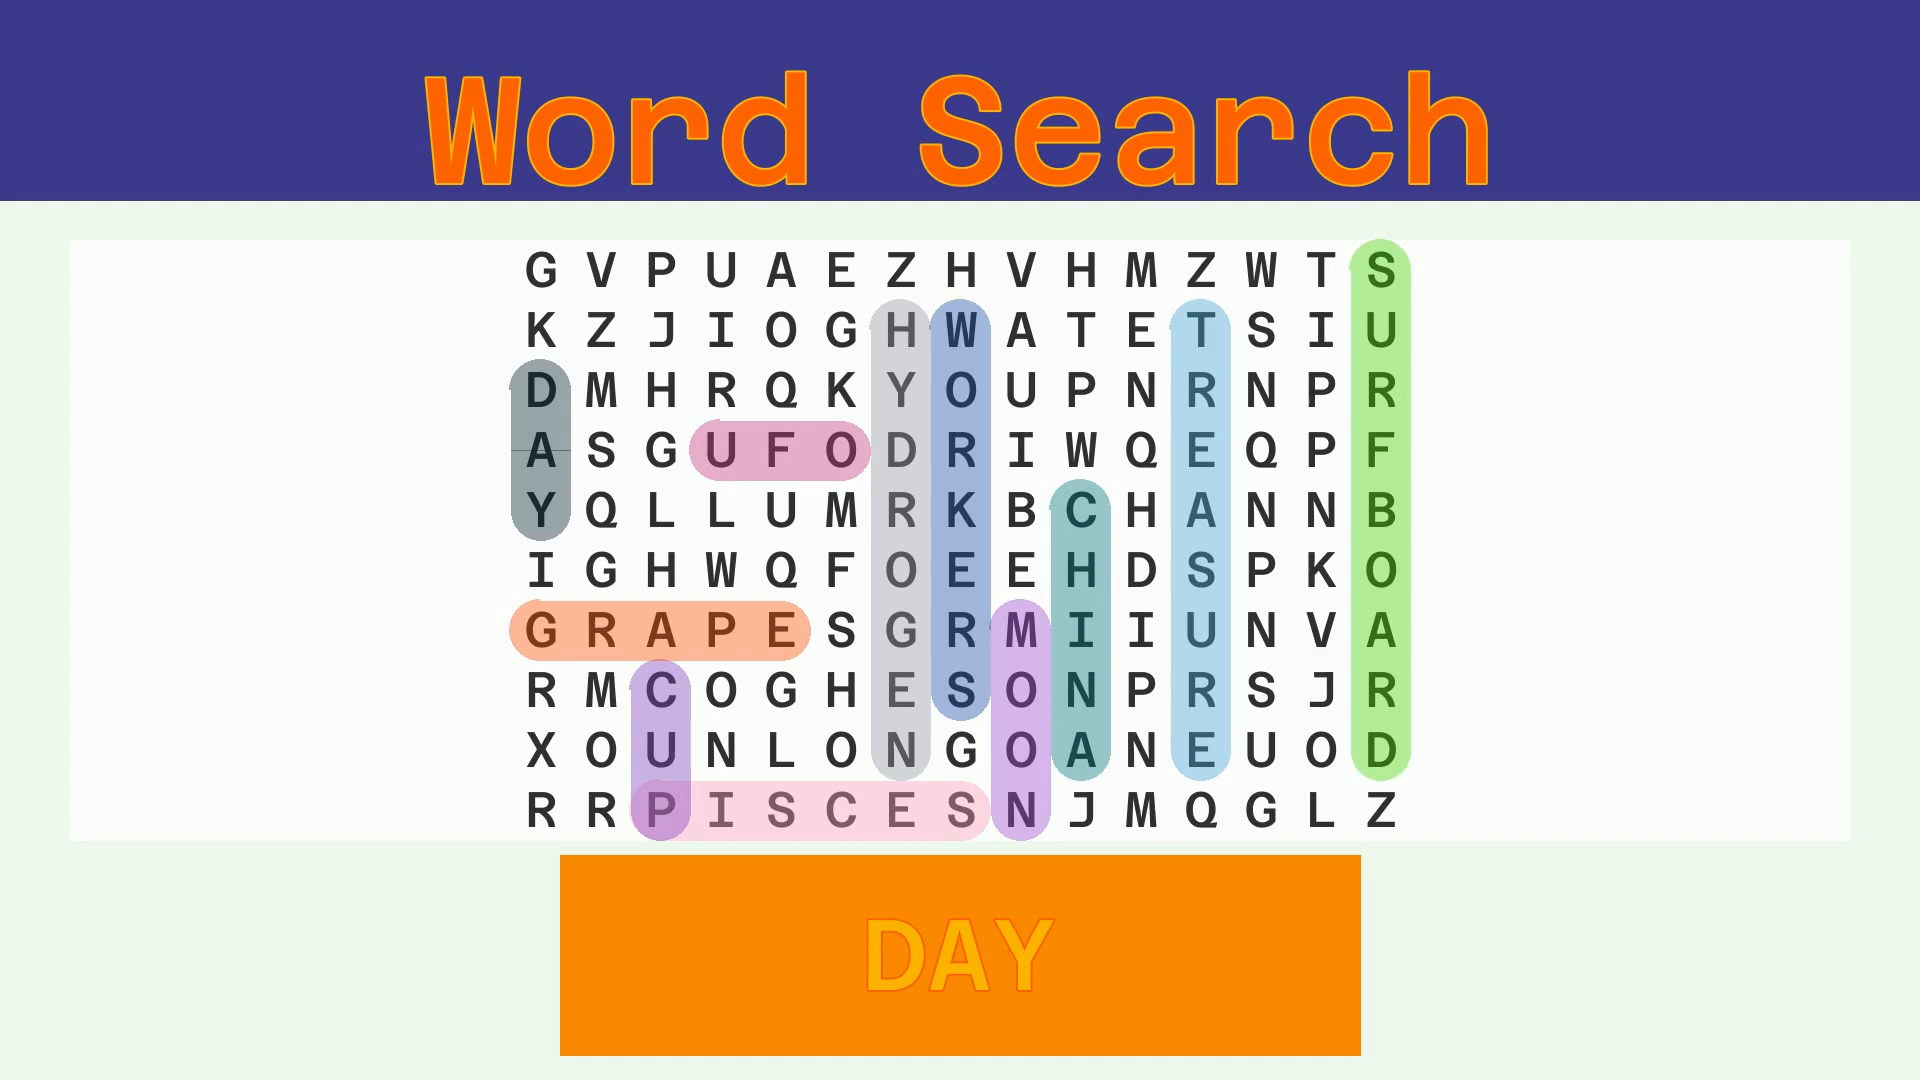 Word Search
G V P U A E Z H V H M Z W T S
K Z J I O G H W A T E T S I U
D M H R Q K Y O U P N R N P R
A S G U F O D R I W Q E Q P F
Y Q L L U M R K B C H A N N B
I G H W Q F O E E H D S P K O
G R A P E S G R M I I U N V A
R M C O G H E S O N P R S J R
X O U N L O N G O A N E U O D
R R P I S C E S N J M Q G L Z
DAY